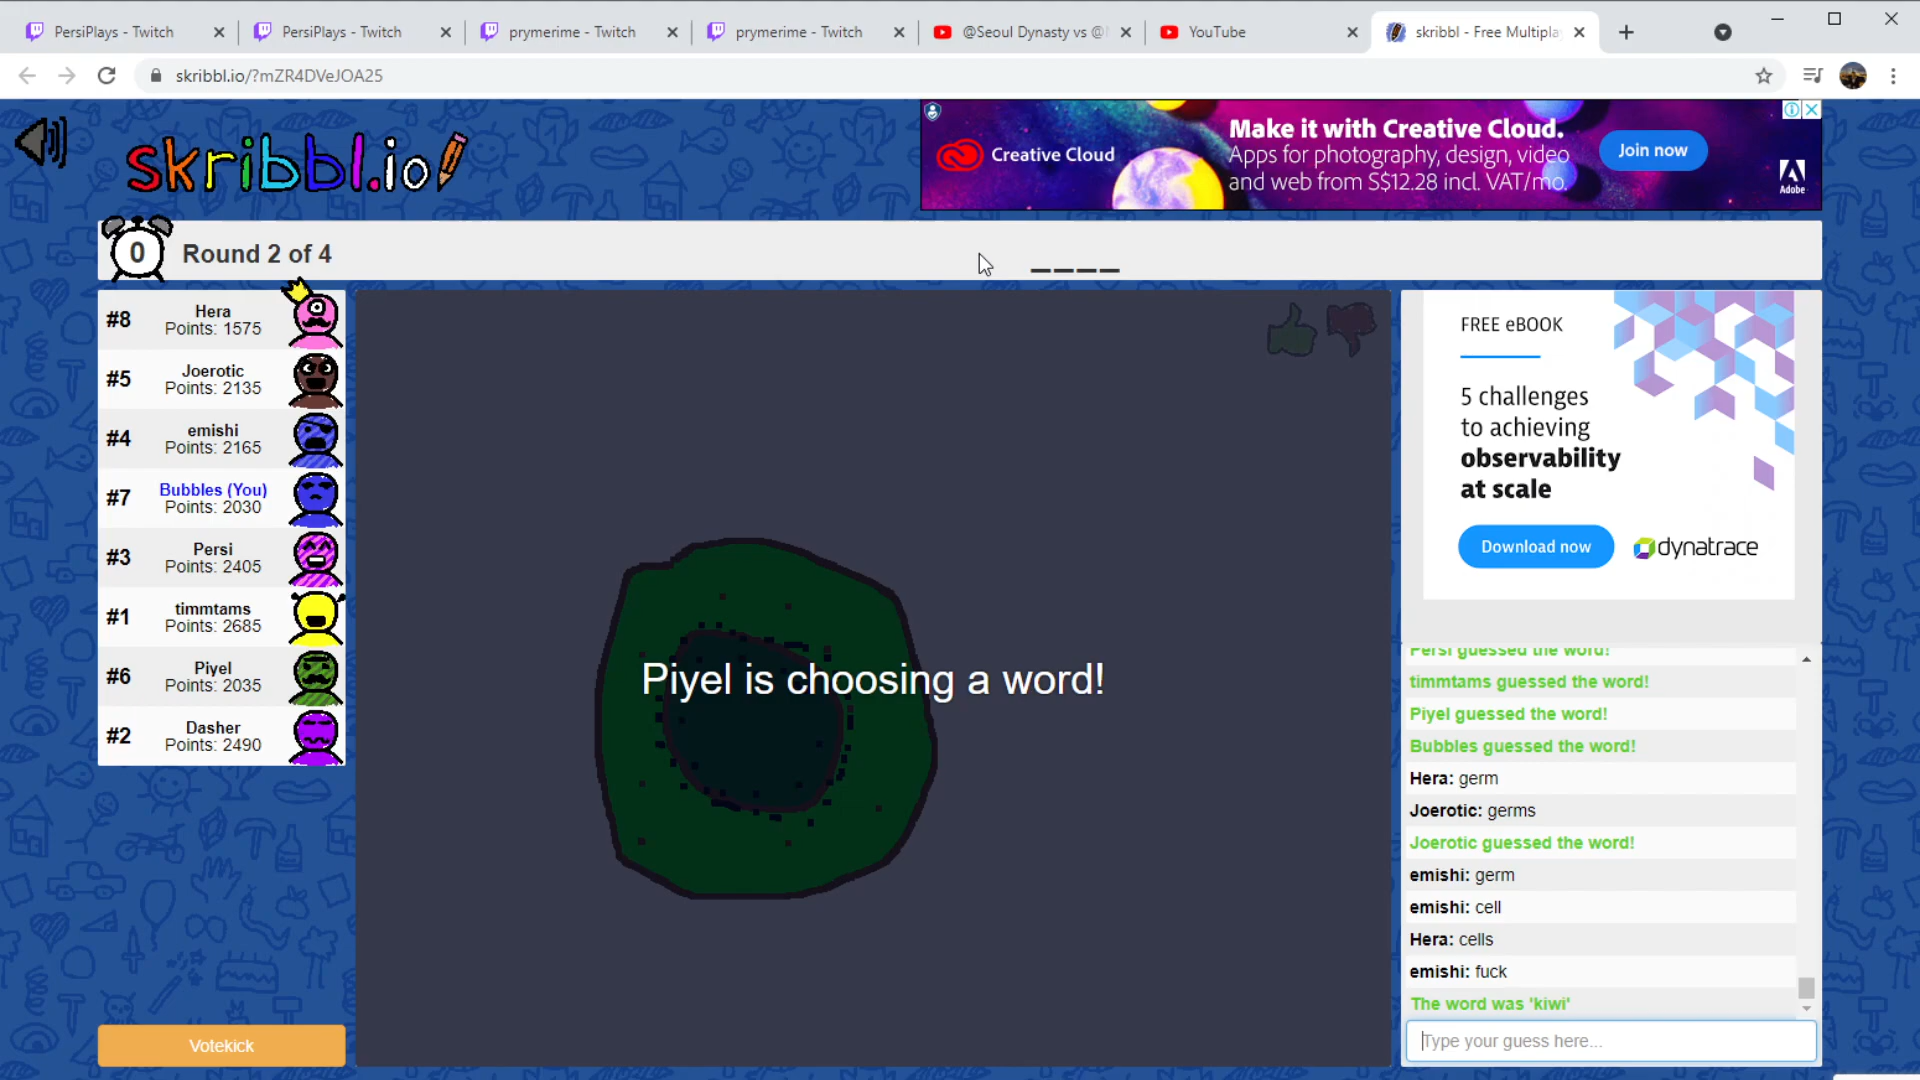 PersiPlays - Twitch
PersiPlays - Twitch
prymerime - Twitch
prymerime - Twitch
@Seoul Dynasty vs @
YouTube
skribbl - Free Multipla
skribbl.io/?mZR4DVeJOA25
skribbl.io
Creative Cloud
Make it with Creative Cloud.
Apps for photography, design, video
and web from S$12.28 incl. VAT/mo.
Join now
Adobe
0
Round 2 of 4
____
#8
Hera
Points: 1575
#5
Joerotic
Points: 2135
#4
emishi
Points: 2165
#7
Bubbles (You)
Points: 2030
#3
Persi
Points: 2405
#1
timmtams
Points: 2685
#6
Piyel
Points: 2035
#2
Dasher
Points: 2490
Votekick
Piyel is choosing a word!
FREE eBOOK
5 challenges
to achieving
observability
at scale
Download now
dynatrace
Persi guessed the word!
timmtams guessed the word!
Piyel guessed the word!
Bubbles guessed the word!
Hera: germ
Joerotic: germs
Joerotic guessed the word!
emishi: germ
emishi: cell
Hera: cells
emishi: fuck
The word was 'kiwi'
Type your guess here...